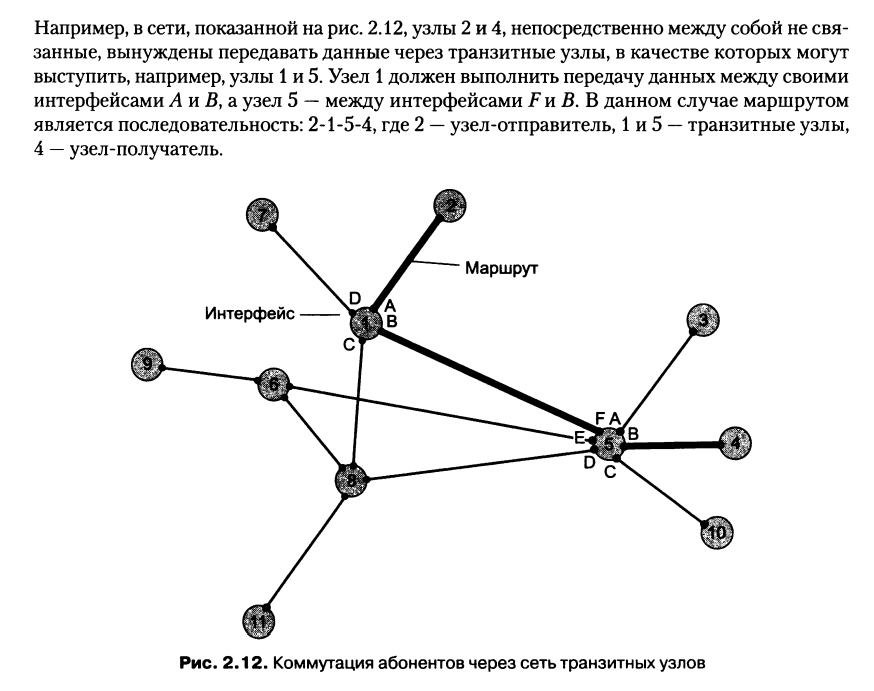 Например, в сети, показанной на рис. 2.12, узлы 2 и 4, непосредственно между собой не свя-
занные, вынуждены передавать данные через транзитные узлы, в качестве которых могут
выступить, например, узлы 1 и 5. Узел 1 должен выполнить передачу данных между своими
интерфейсами A и B, а узел 5 — между интерфейсами F и B. В данном случае маршрутом
является последовательность: 2-1-5-4, где 2 — узел-отправитель, 1 и 5 — транзитные узлы,
4 — узел-получатель.
7
2
Маршрут
D
A
Интерфейс
1
B
C
3
9
6
F A
E
5
B
4
D
C
8
10
11
Рис. 2.12. Коммутация абонентов через сеть транзитных узлов